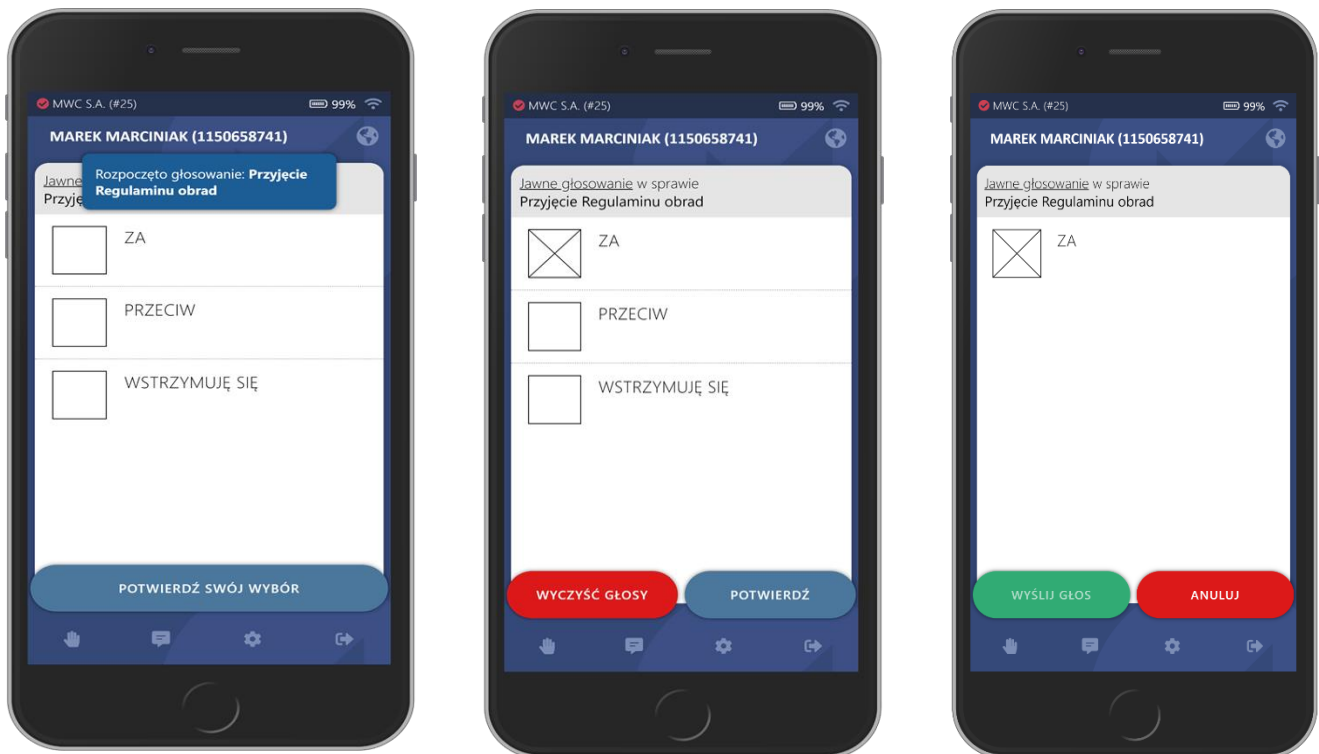 MWC S.A. (#25) 99%
MAREK MARCINIAK (1150658741)
Rozpoczęto głosowanie: Przyjęcie
Regulaminu obrad
Jawne
Przyję
ZA
PRZECIW
WSTRZYMUJĘ SIĘ
POTWIERDŹ SWÓJ WYBÓR
MWC S.A. (#25) 99%
MAREK MARCINIAK (1150658741)
Jawne głosowanie w sprawie
Przyjęcie Regulaminu obrad
ZA
PRZECIW
WSTRZYMUJĘ SIĘ
WYCZYŚĆ GŁOSY POTWIERDŹ
MWC S.A. (#25) 99%
MAREK MARCINIAK (1150658741)
Jawne głosowanie w sprawie
Przyjęcie Regulaminu obrad
ZA
WYŚLIJ GŁOS ANULUJ